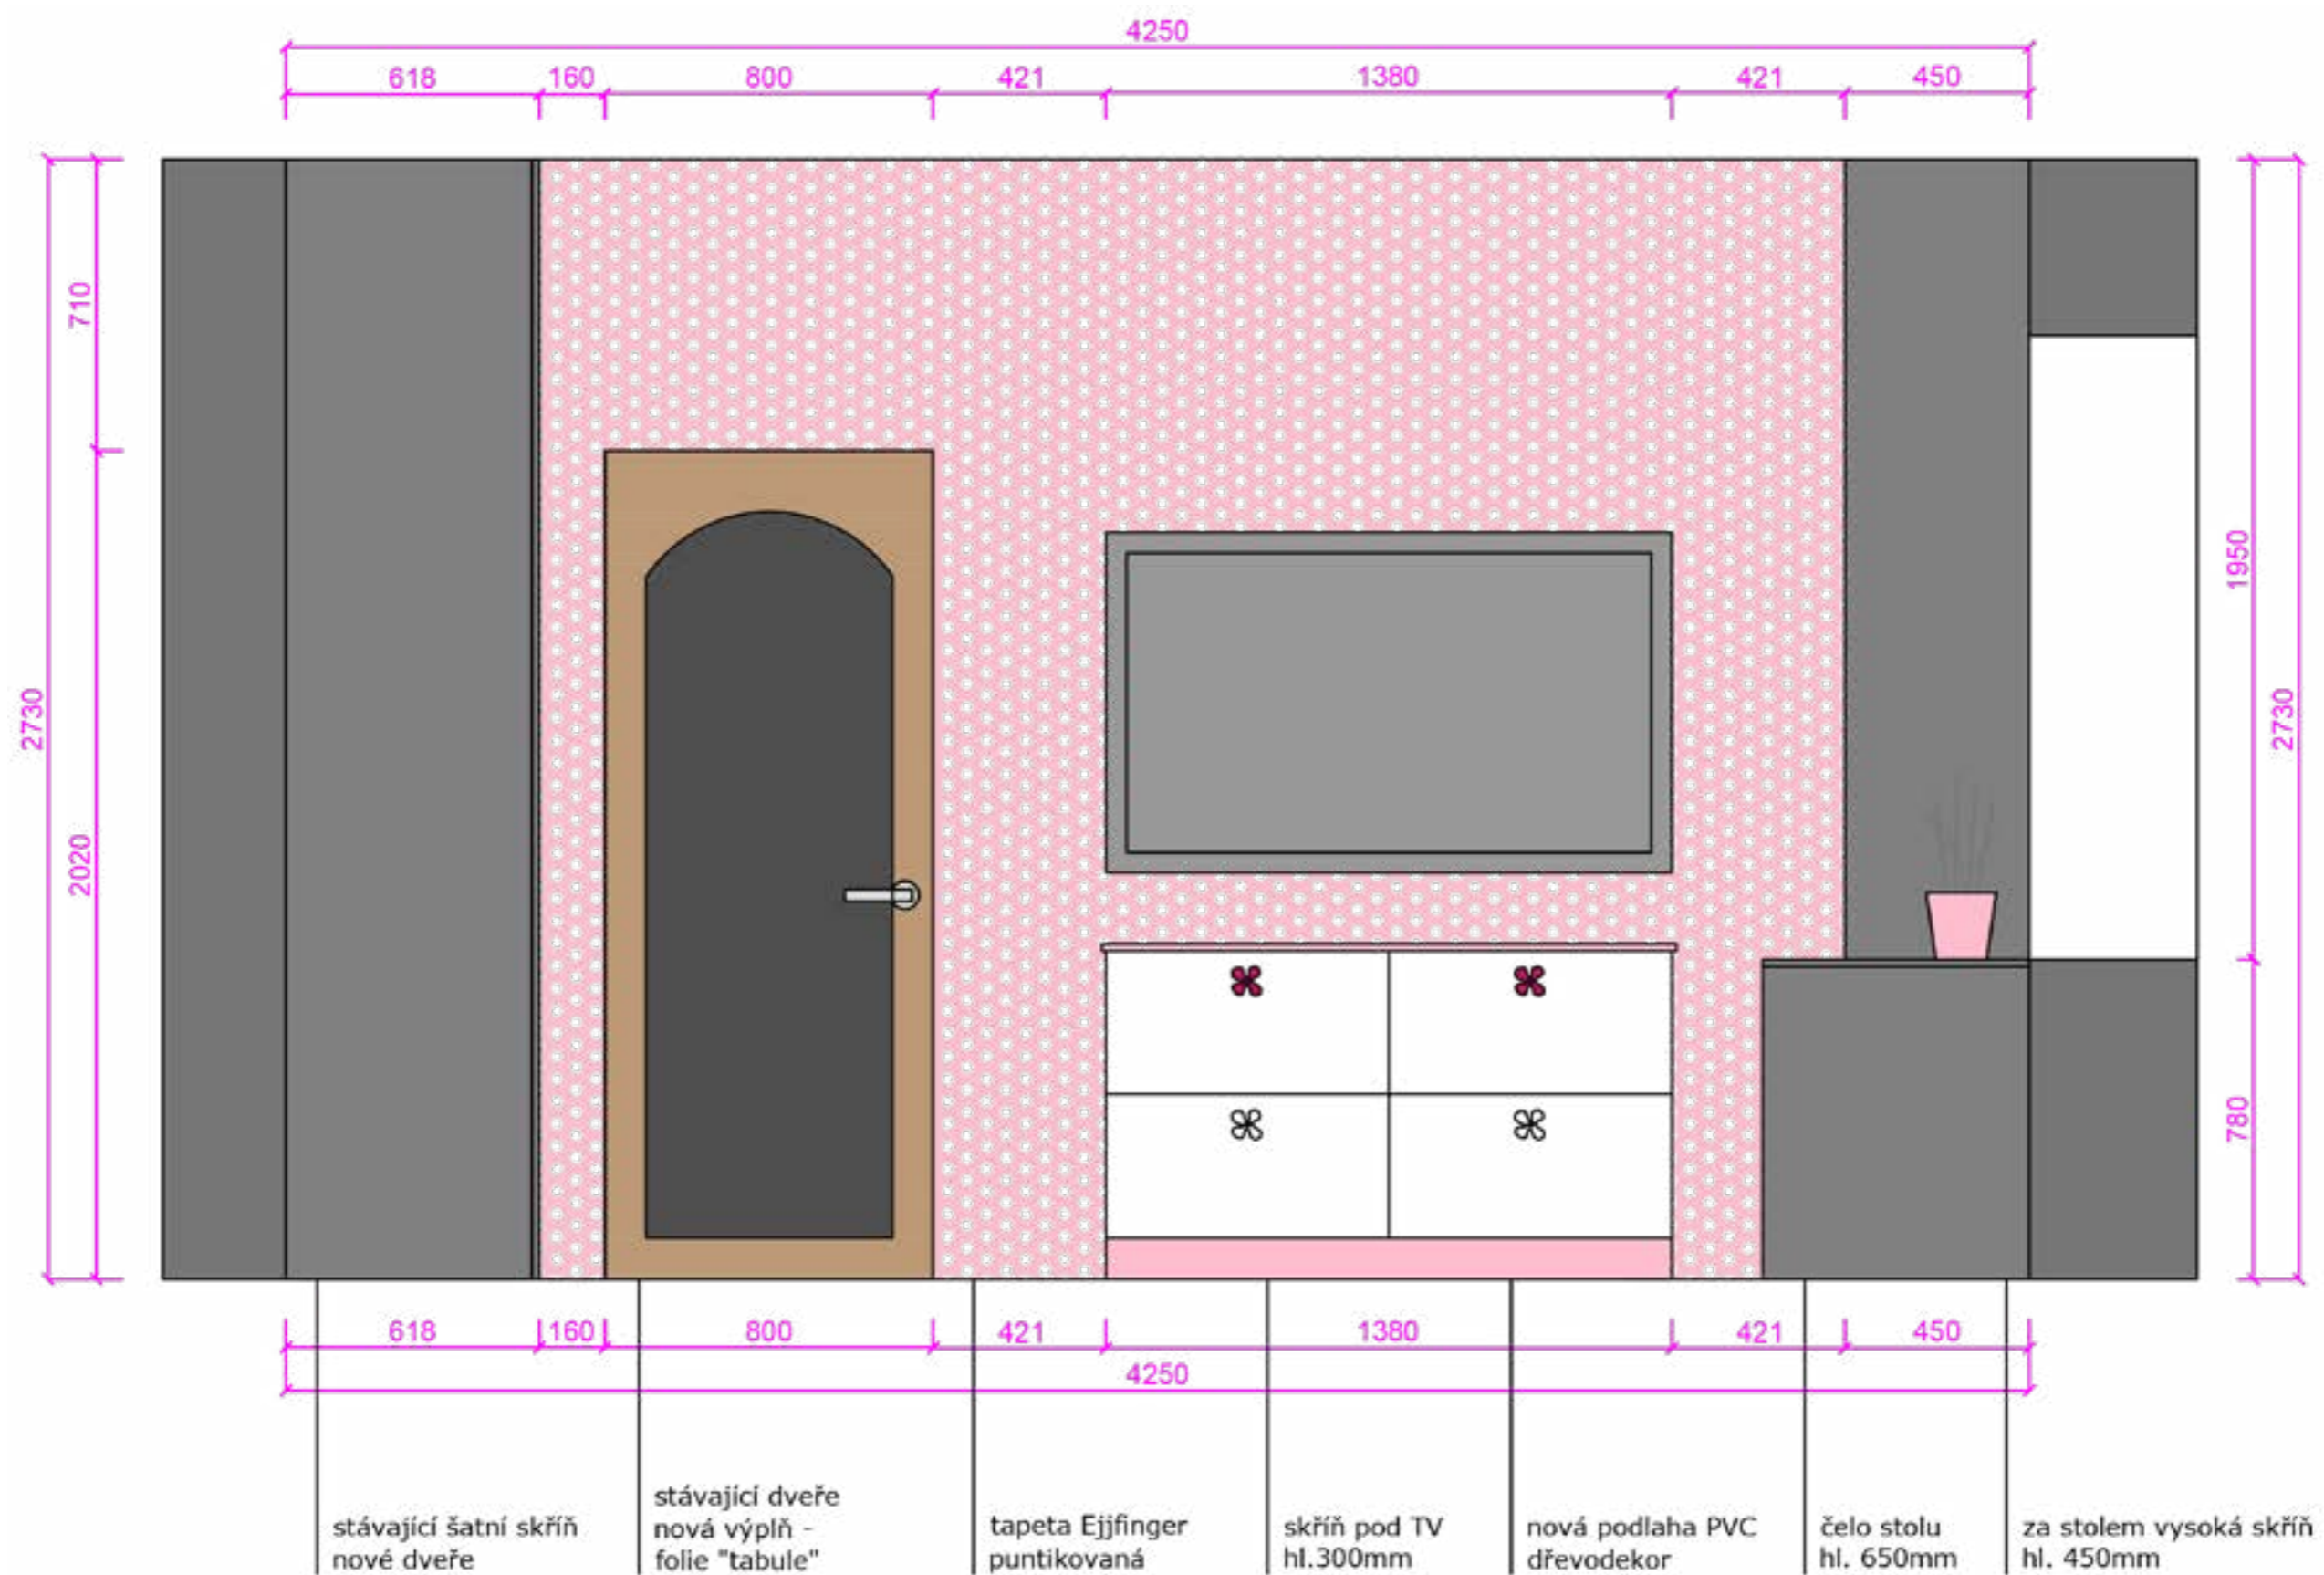 4250
618 160 800 421 1380 421 450
710
2020
2730
1950
780
2730
618 160 800 421 1380 421 450
4250
stávající šatní skříň
nové dveře
stávající dveře
nová výplň -
folie "tabule"
tapeta Ejjfinger
puntikovaná
skříň pod TV
hl.300mm
nová podlaha PVC
dřevodekor
čelo stolu
hl. 650mm
za stolem vysoká skříň
hl. 450mm